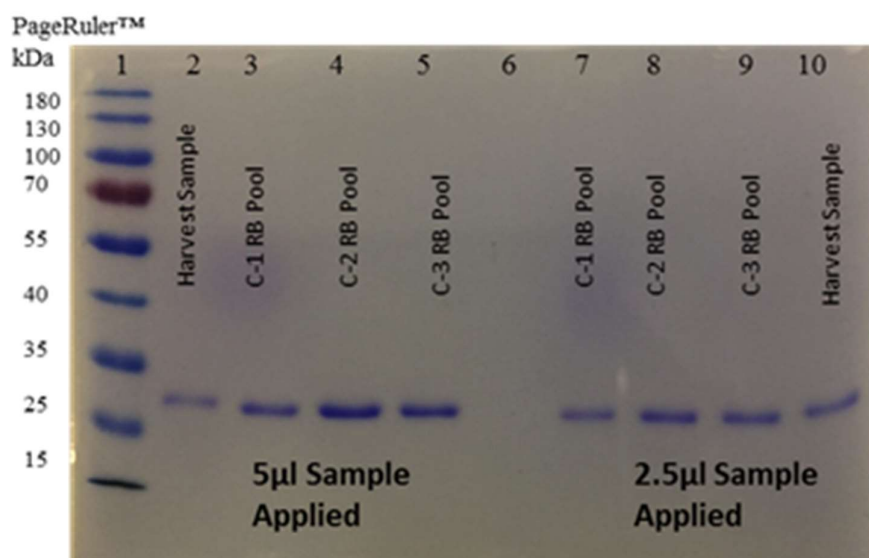 PageRuler™
kDa
1 2 3 4 5 6 7 8 9 10
180
130
100
70
55
40
35
25
15
Harvest Sample
C-1 RB Pool
C-2 RB Pool
C-3 RB Pool
C-1 RB Pool
C-2 RB Pool
C-3 RB Pool
Harvest Sample
5µl Sample
Applied
2.5µl Sample
Applied